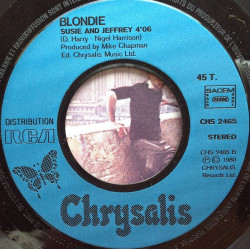 BLONDIE
SUSIE AND JEFFREY 4'06
(D. Harry - Nigel Harrison)
Produced by Mike Chapman
Ed. Chrysalis Music Ltd.
45 T.
SACEM
DISTRIBUTION
RCA
CHS 2465
STEREO
CHS 2465 B
Ⓟ © 1980
CHRYSALIS
Records Ltd.
Chrysalis